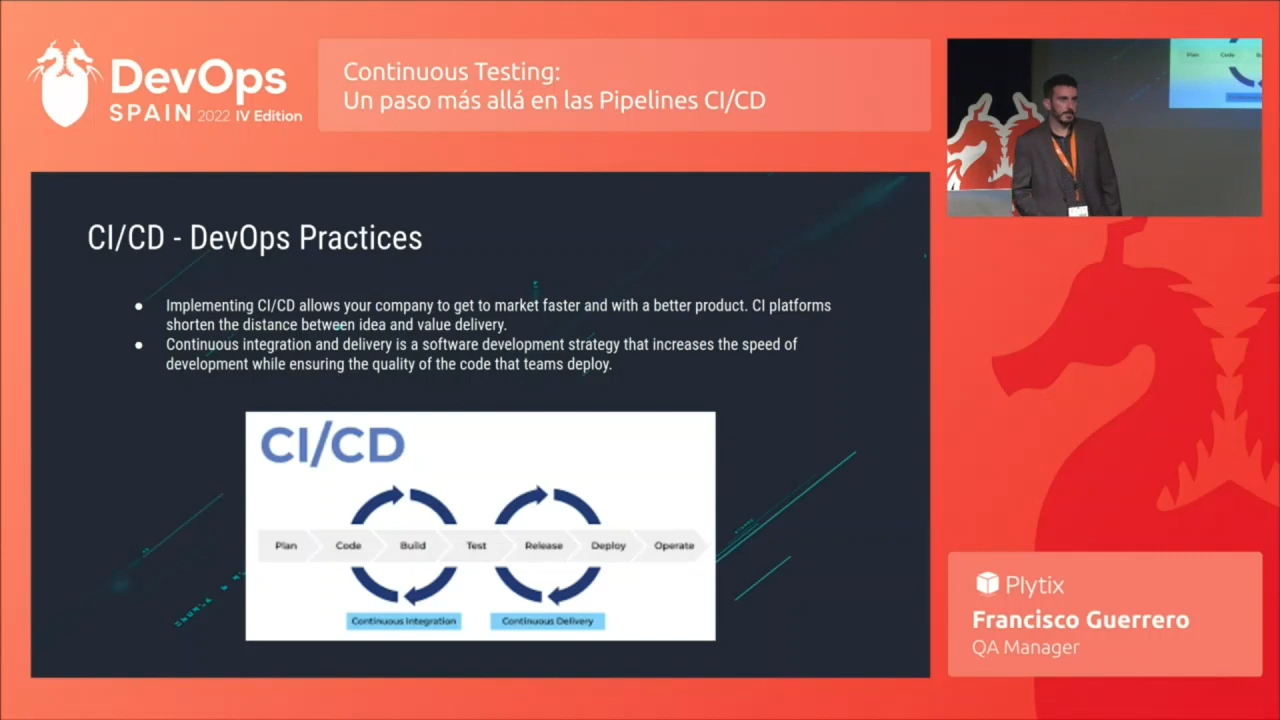 DevOps
SPAIN 2022 IV Edition
Continuous Testing:
Un paso más allá en las Pipelines CI/CD
CI/CD - DevOps Practices
● Implementing CI/CD allows your company to get to market faster and with a better product. CI platforms
shorten the distance between idea and value delivery.
● Continuous integration and delivery is a software development strategy that increases the speed of
development while ensuring the quality of the code that teams deploy.
CI/CD
Plan Code Build Test Release Deploy Operate
Continuous Integration Continuous Delivery
Plan Code
Plytix
Francisco Guerrero
QA Manager